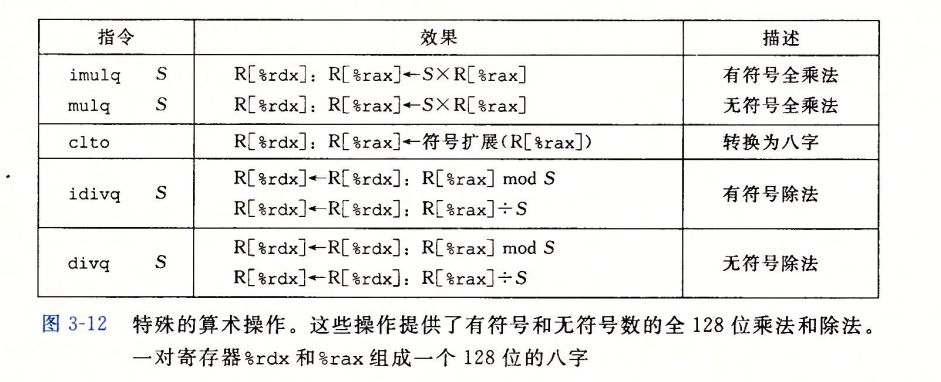 指令 效果 描述
imulq S R[%rdx]:R[%rax]←S×R[%rax] 有符号全乘法
mulq S R[%rdx]:R[%rax]←S×R[%rax] 无符号全乘法
clto R[%rdx]:R[%rax]←符号扩展(R[%rax]) 转换为八字
R[%rdx]←R[%rdx]:R[%rax] mod S
idivq S 有符号除法
R[%rdx]←R[%rdx]:R[%rax]÷S
R[%rdx]←R[%rdx]:R[%rax] mod S
divq S 无符号除法
R[%rdx]←R[%rdx]:R[%rax]÷S
图 3-12 特殊的算术操作。这些操作提供了有符号和无符号数的全 128 位乘法和除法。
一对寄存器%rdx 和%rax 组成一个 128 位的八字